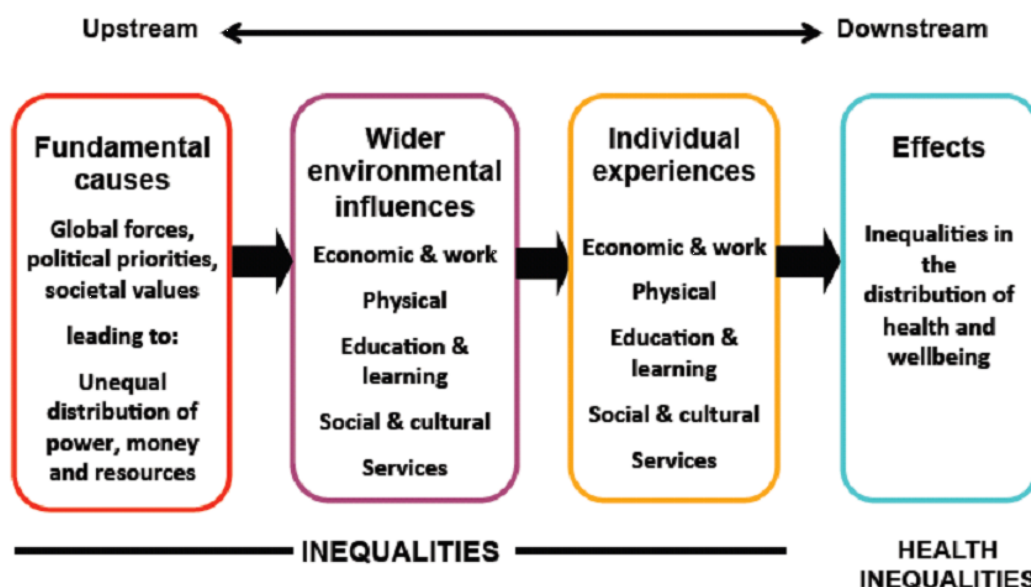 Upstream
Downstream
Fundamental
causes
Global forces,
political priorities,
societal values
leading to:
Unequal
distribution of
power, money
and resources
Wider
environmental
influences
Economic & work
Physical
Education &
learning
Social & cultural
Services
Individual
experiences
Economic & work
Physical
Education &
learning
Social & cultural
Services
Effects
Inequalities in
the
distribution of
health and
wellbeing
INEQUALITIES
HEALTH
INEQUALITIES